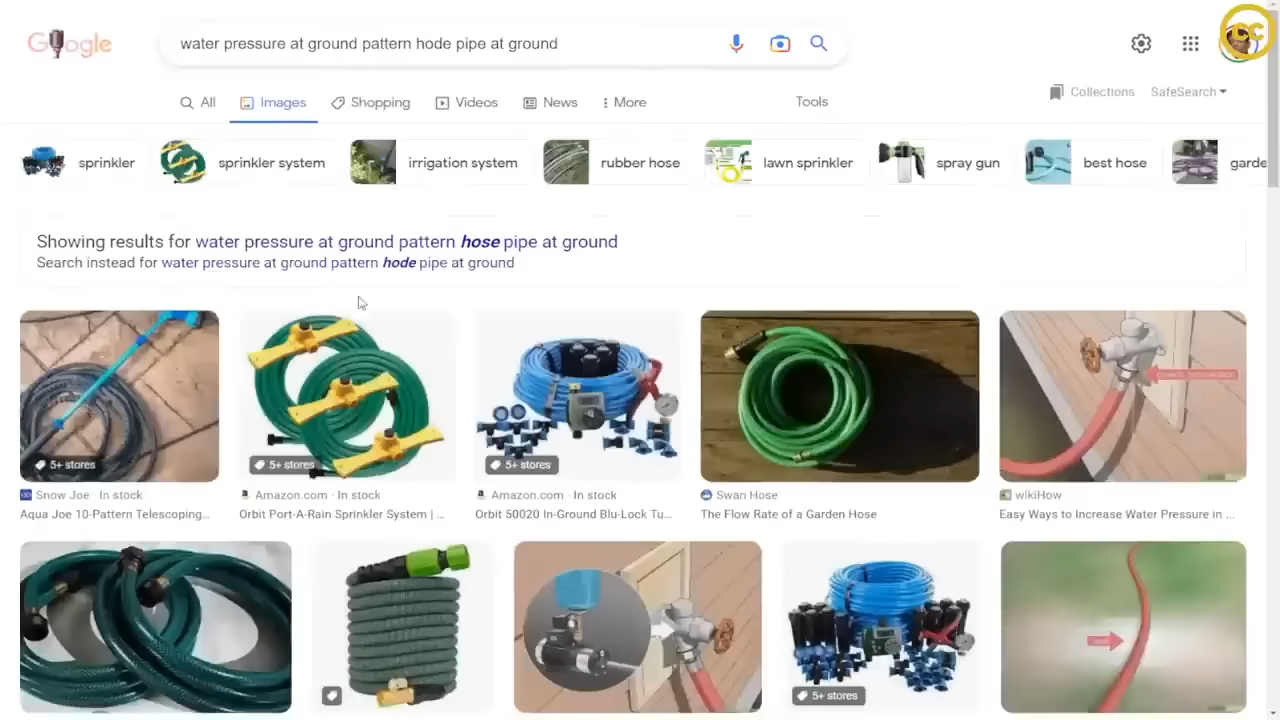 Google
CC
water pressure at ground pattern hode pipe at ground
All
Images
Shopping
Videos
News
More
Tools
Collections
SafeSearch
sprinkler
sprinkler system
irrigation system
rubber hose
lawn sprinkler
spray gun
best hose
garde
Showing results for water pressure at ground pattern hose pipe at ground
Search instead for water pressure at ground pattern hode pipe at ground
5+ stores
5+ stores
5+ stores
Snow Joe · In stock
Aqua Joe 10-Pattern Telescoping...
Amazon.com · In stock
Orbit Port-A-Rain Sprinkler System | ...
Amazon.com · In stock
Orbit 50020 In-Ground Blu-Lock Tu...
Swan Hose
The Flow Rate of a Garden Hose
wikiHow
Easy Ways to Increase Water Pressure in ...
5+ stores